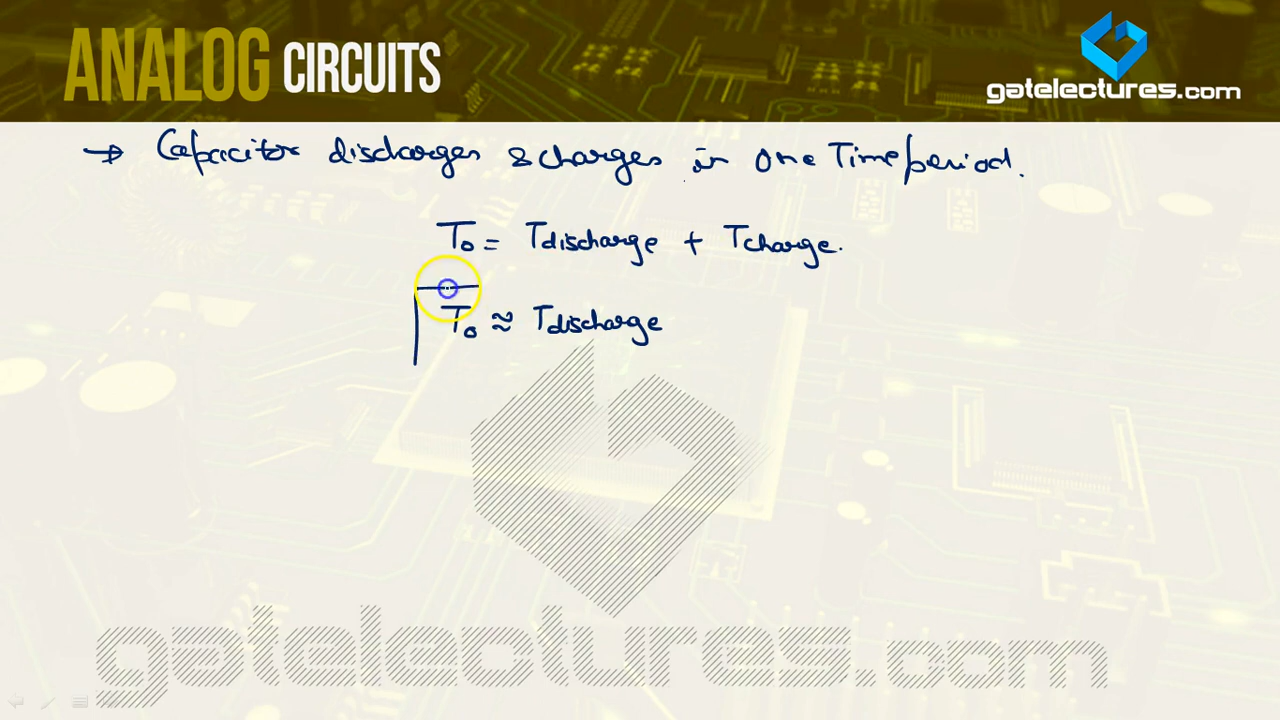 ANALOG CIRCUITS
gatelectures.com
→ Capacitor discharges & charges in one Time period.
T₀ = Tdischarge + Tcharge.
T₀ ≈ Tdischarge
gatelectures.com